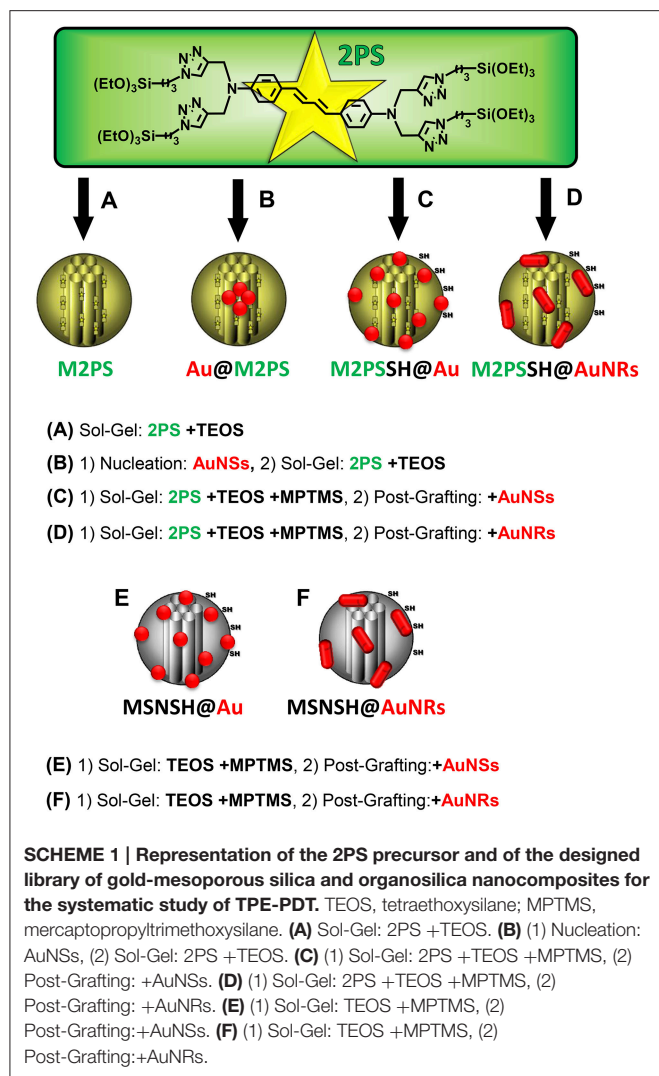 2PS
(EtO)3Si
3
N
N
N
(EtO)3Si
3
N
N
N
N
N
N
N
N
3
Si(OEt)3
N
N
N
3
Si(OEt)3
A
B
C
D
SH
SH
SH
SH
SH
SH
SH
SH
M2PS
Au@M2PS
M2PSSH@Au
M2PSSH@AuNRs
(A) Sol-Gel: 2PS +TEOS
(B) 1) Nucleation: AuNSs, 2) Sol-Gel: 2PS +TEOS
(C) 1) Sol-Gel: 2PS +TEOS +MPTMS, 2) Post-Grafting: +AuNSs
(D) 1) Sol-Gel: 2PS +TEOS +MPTMS, 2) Post-Grafting: +AuNRs
E
F
SH
SH
SH
SH
SH
SH
SH
SH
MSNSH@Au
MSNSH@AuNRs
(E) 1) Sol-Gel: TEOS +MPTMS, 2) Post-Grafting:+AuNSs
(F) 1) Sol-Gel: TEOS +MPTMS, 2) Post-Grafting:+AuNRs
SCHEME 1 | Representation of the 2PS precursor and of the designed
library of gold-mesoporous silica and organosilica nanocomposites for
the systematic study of TPE-PDT. TEOS, tetraethoxysilane; MPTMS,
mercaptopropyltrimethoxysilane. (A) Sol-Gel: 2PS +TEOS. (B) (1) Nucleation:
AuNSs, (2) Sol-Gel: 2PS +TEOS. (C) (1) Sol-Gel: 2PS +TEOS +MPTMS, (2)
Post-Grafting: +AuNSs. (D) (1) Sol-Gel: 2PS +TEOS +MPTMS, (2)
Post-Grafting: +AuNRs. (E) (1) Sol-Gel: TEOS +MPTMS, (2)
Post-Grafting:+AuNSs. (F) (1) Sol-Gel: TEOS +MPTMS, (2)
Post-Grafting:+AuNRs.